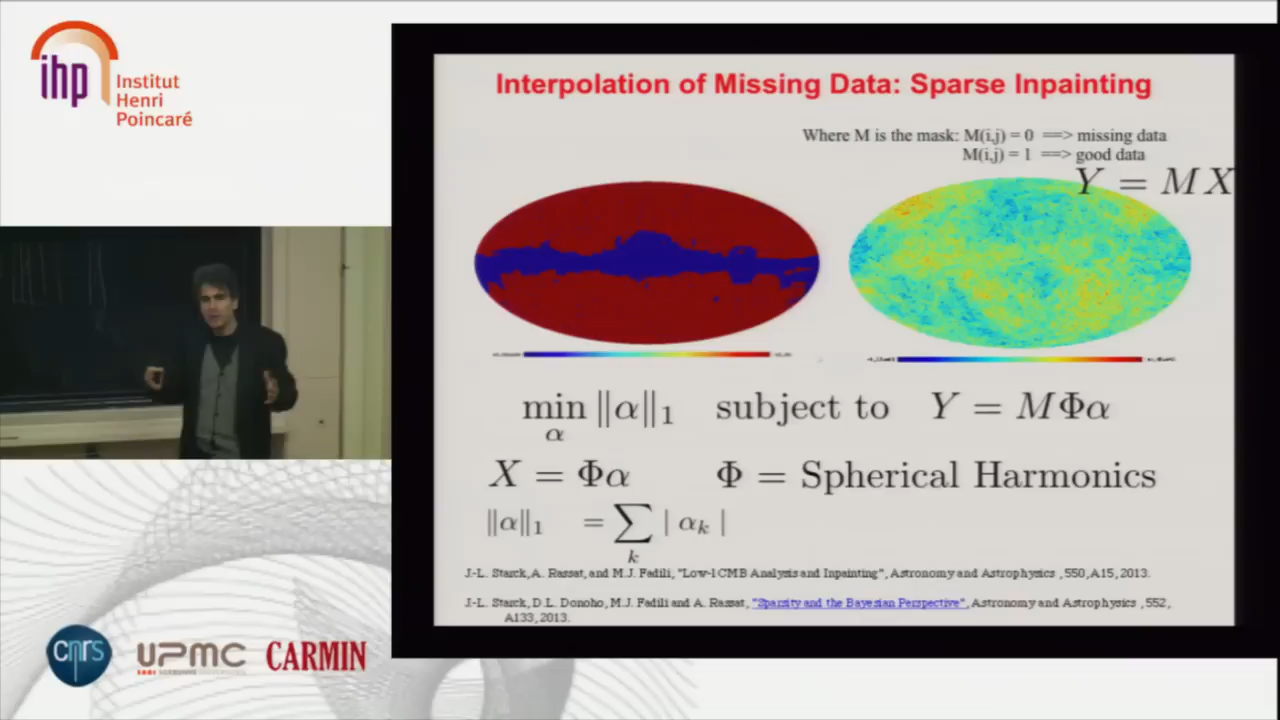 ihp
Institut
Henri
Poincaré
Interpolation of Missing Data: Sparse Inpainting
Where M is the mask: M(i,j) = 0 ==> missing data
M(i,j) = 1 ==> good data
Y = MX
min ‖α‖₁ subject to Y = MΦα
α
X = Φα Φ = Spherical Harmonics
‖α‖₁ = ∑ | αₖ |
k
J.-L. Starck, A. Rassat, and M.J. Fadili, "Low-l CMB Analysis and Inpainting", Astronomy and Astrophysics , 550, A15, 2013.
J.-L. Starck, D.L. Donoho, M.J. Fadili and A. Rassat, "Sparsity and the Bayesian Perspective", Astronomy and Astrophysics , 552,
A133, 2013.
cnrs
UPMC
CARMIN